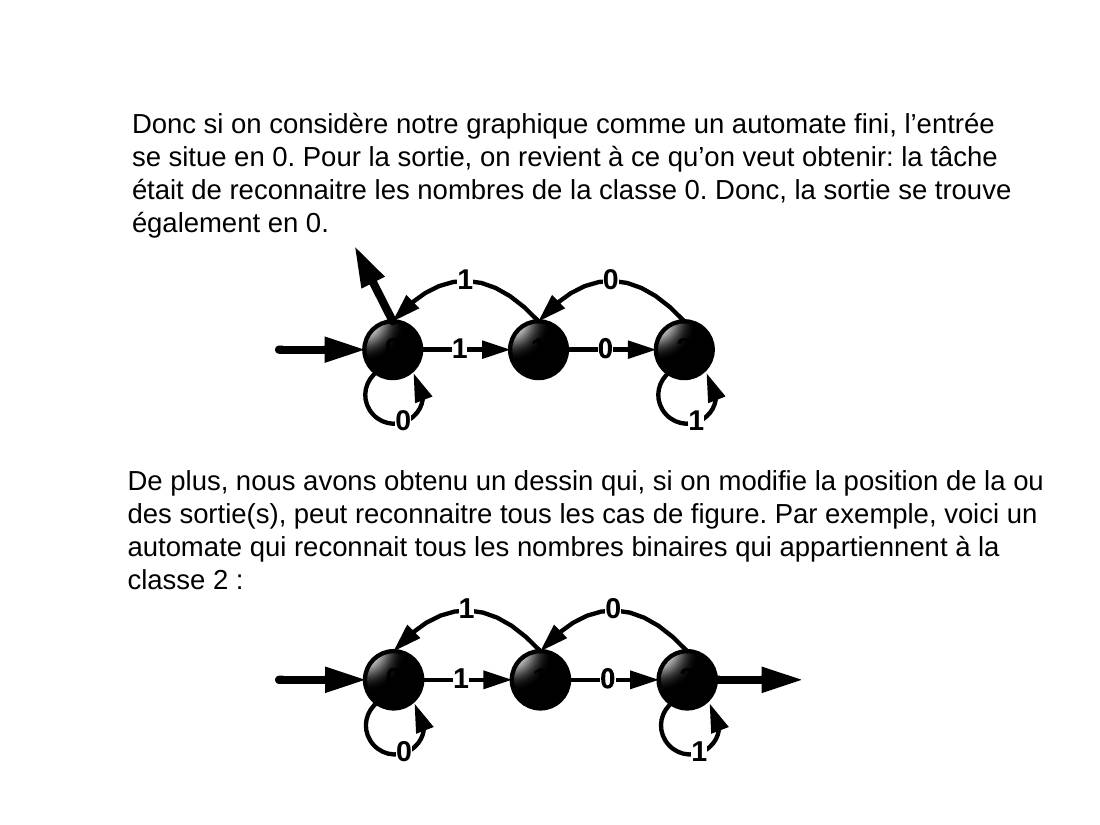 Donc si on considère notre graphique comme un automate fini, l’entrée
se situe en 0. Pour la sortie, on revient à ce qu’on veut obtenir: la tâche
était de reconnaitre les nombres de la classe 0. Donc, la sortie se trouve
également en 0.
1 0
1 0
0 1
De plus, nous avons obtenu un dessin qui, si on modifie la position de la ou
des sortie(s), peut reconnaitre tous les cas de figure. Par exemple, voici un
automate qui reconnait tous les nombres binaires qui appartiennent à la
classe 2 :
1 0
1 0
0 1